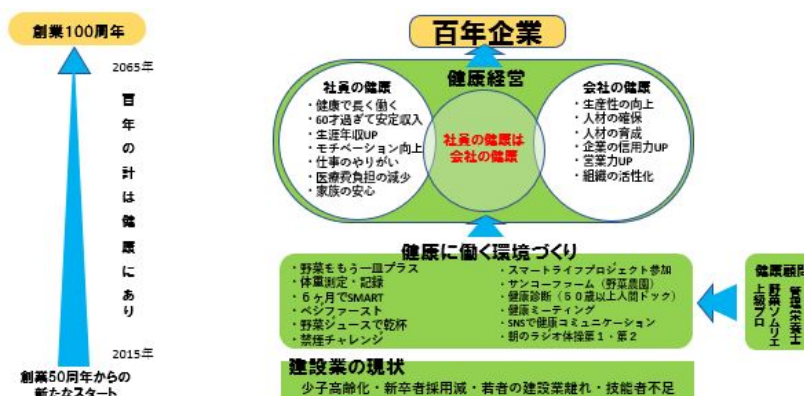 創業100周年
2065年
百年の計は健康にあり
2015年
創業50周年からの
新たなスタート
百年企業
健康経営
社員の健康
・健康で長く働く
・60才過ぎて安定収入
・生涯年収UP
・モチベーション向上
・仕事のやりがい
・医療費負担の減少
・家族の安心
社員の健康は
会社の健康
会社の健康
・生産性の向上
・人材の確保
・人材の育成
・企業の信用力UP
・営業力UP
・組織の活性化
健康に働く環境づくり
・野菜をもう一皿プラス
・体重測定・記録
・6ヶ月でSMART
・ベジファースト
・野菜ジュースで乾杯
・禁煙チャレンジ
・スマートライフプロジェクト参加
・サンコーファーム（野菜農園）
・健康診断（５０歳以上人間ドック）
・健康ミーティング
・SNSで健康コミュニケーション
・朝のラジオ体操第１・第２
健康顧問
管理栄養士
野菜ソムリエ
上級プロ
建設業の現状
少子高齢化・新卒者採用減・若者の建設業離れ・技能者不足